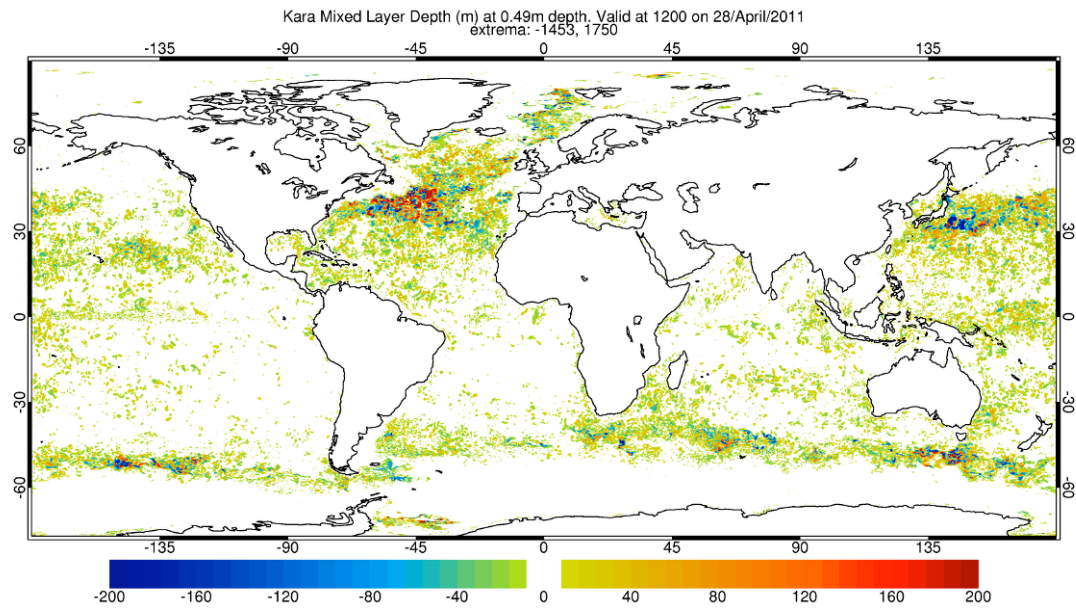 Kara Mixed Layer Depth (m) at 0.49m depth. Valid at 1200 on 28/April/2011
extrema: -1453, 1750
-135 -90 -45 0 45 90 135
60 60
30 30
0 0
-30 -30
-60 -60
-135 -90 -45 0 45 90 135
-200 -160 -120 -80 -40 0 40 80 120 160 200